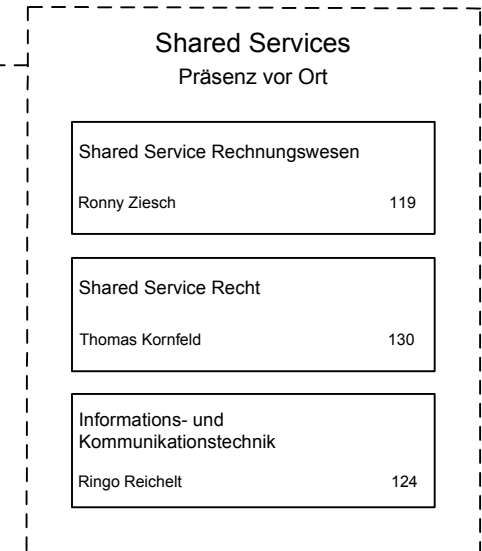 Shared Services
Präsenz vor Ort
Shared Service Rechnungswesen
Ronny Ziesch 119
Shared Service Recht
Thomas Kornfeld 130
Informations- und
Kommunikationstechnik
Ringo Reichelt 124